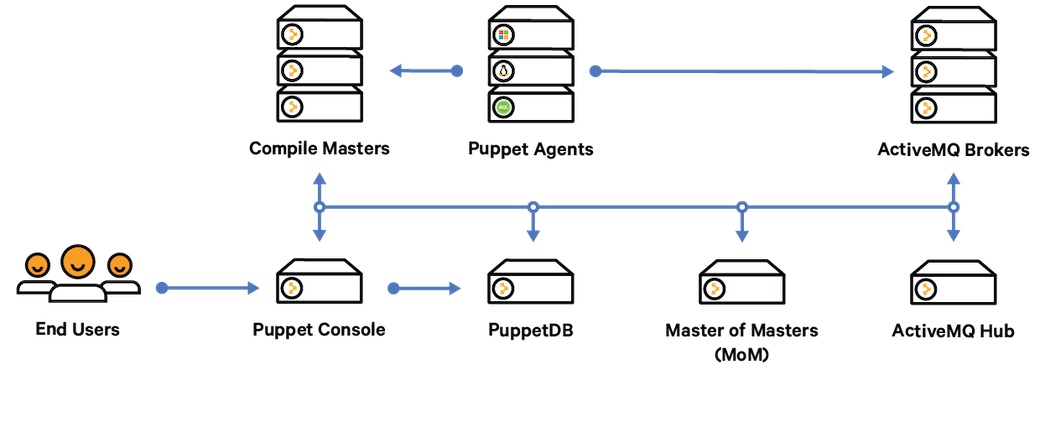 Compile Masters
Puppet Agents
ActiveMQ Brokers
End Users
Puppet Console
PuppetDB
Master of Masters
(MoM)
ActiveMQ Hub